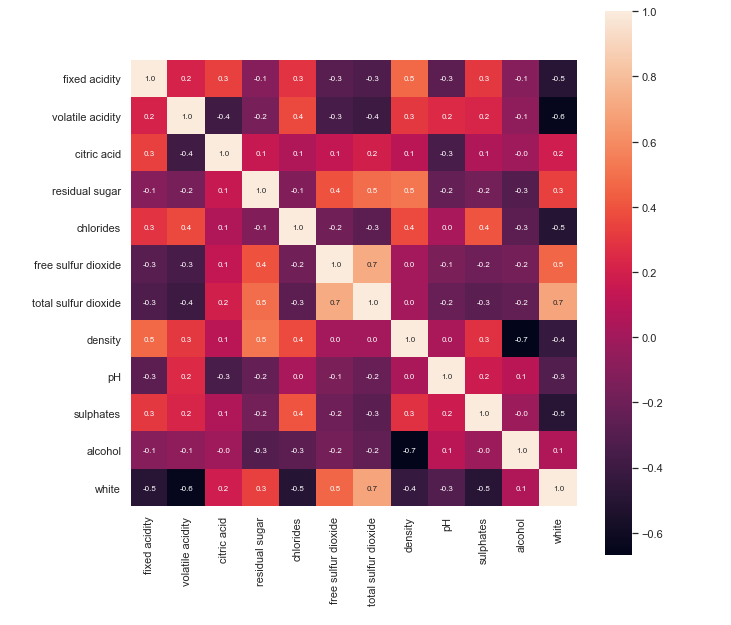 fixed acidity 1.0 0.2 0.3 -0.1 0.3 -0.3 -0.3 0.5 -0.3 0.3 -0.1 -0.5
volatile acidity 0.2 1.0 -0.4 -0.2 0.4 -0.3 -0.4 0.3 0.2 0.2 -0.1 -0.6
citric acid 0.3 -0.4 1.0 0.1 0.1 0.1 0.2 0.1 -0.3 0.1 -0.0 0.2
residual sugar -0.1 -0.2 0.1 1.0 -0.1 0.4 0.5 0.5 -0.2 -0.2 -0.3 0.3
chlorides 0.3 0.4 0.1 -0.1 1.0 -0.2 -0.3 0.4 0.0 0.4 -0.3 -0.5
free sulfur dioxide -0.3 -0.3 0.1 0.4 -0.2 1.0 0.7 0.0 -0.1 -0.2 -0.2 0.5
total sulfur dioxide -0.3 -0.4 0.2 0.5 -0.3 0.7 1.0 0.0 -0.2 -0.3 -0.2 0.7
density 0.5 0.3 0.1 0.5 0.4 0.0 0.0 1.0 0.0 0.3 -0.7 -0.4
pH -0.3 0.2 -0.3 -0.2 0.0 -0.1 -0.2 0.0 1.0 0.2 0.1 -0.3
sulphates 0.3 0.2 0.1 -0.2 0.4 -0.2 -0.3 0.3 0.2 1.0 -0.0 -0.5
alcohol -0.1 -0.1 -0.0 -0.3 -0.3 -0.2 -0.2 -0.7 0.1 -0.0 1.0 0.1
white -0.5 -0.6 0.2 0.3 -0.5 0.5 0.7 -0.4 -0.3 -0.5 0.1 1.0
fixed acidity
volatile acidity
citric acid
residual sugar
chlorides
free sulfur dioxide
total sulfur dioxide
density
pH
sulphates
alcohol
white
1.0
0.8
0.6
0.4
0.2
0.0
−0.2
−0.4
−0.6